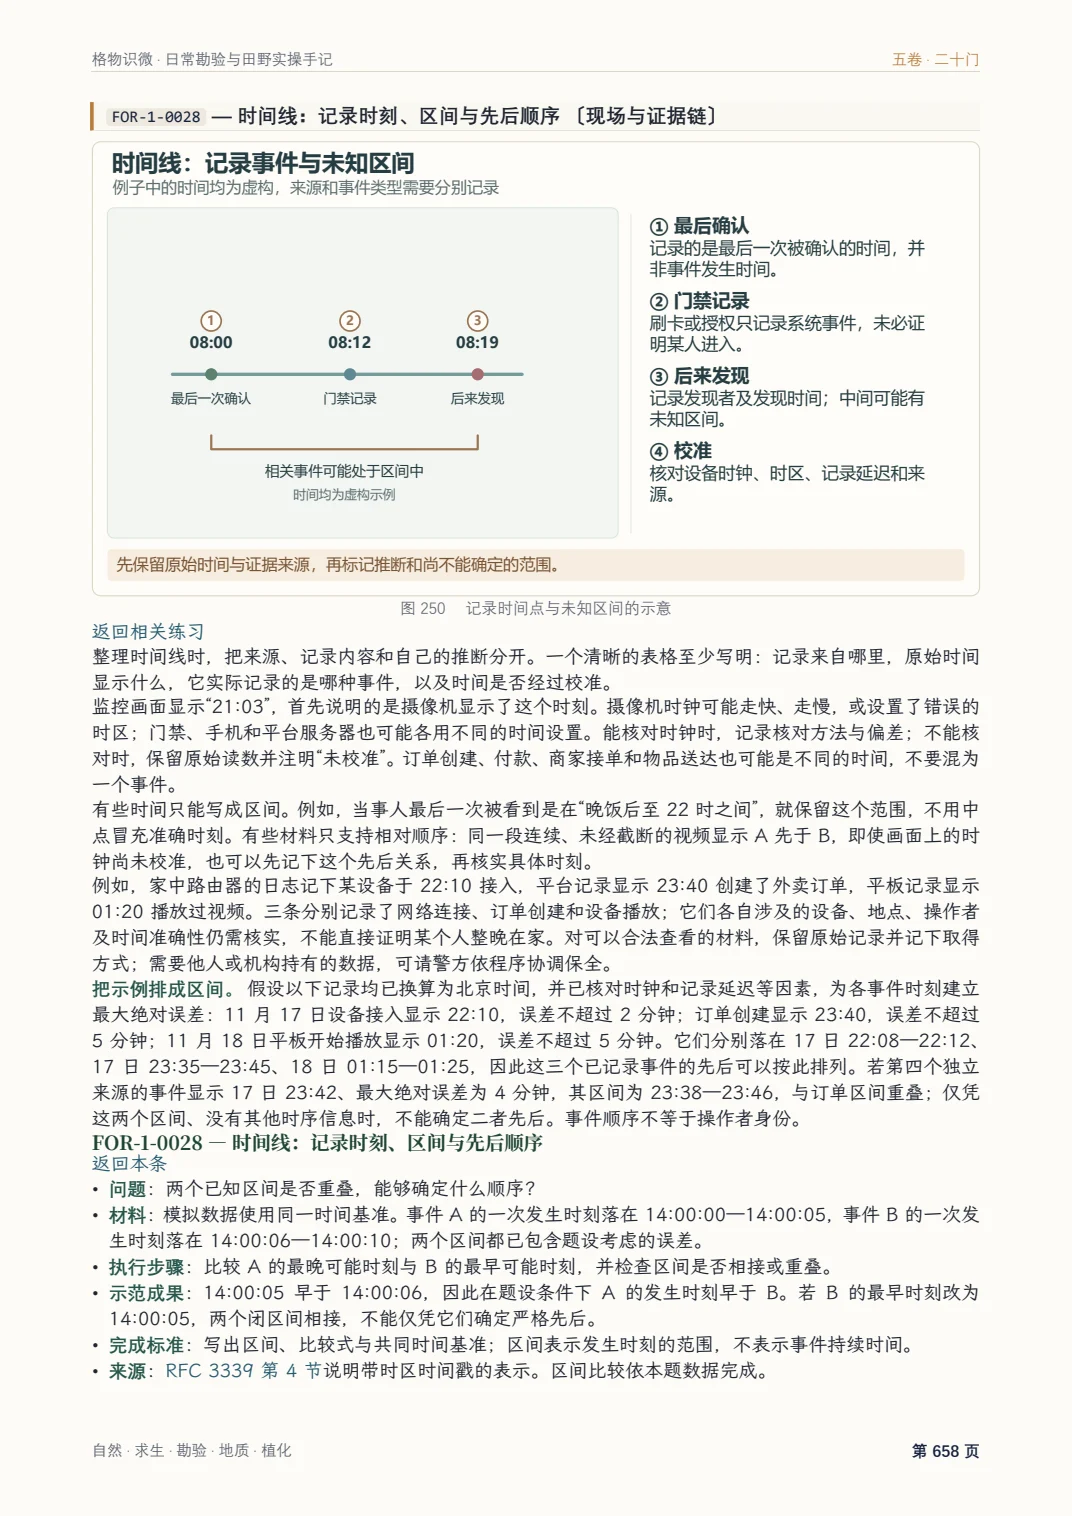 格物识微 · 日常勘验与田野实操手记
五卷 · 二十门
FOR-1-0028 — 时间线：记录时刻、区间与先后顺序 〔现场与证据链〕
时间线：记录事件与未知区间
例子中的时间均为虚构，来源和事件类型需要分别记录
① ② ③
08:00 08:12 08:19
最后一次确认 门禁记录 后来发现
相关事件可能处于区间中
时间均为虚构示例
① 最后确认
记录的是最后一次被确认的时间，并
非事件发生时间。
② 门禁记录
刷卡或授权只记录系统事件，未必证
明某人进入。
③ 后来发现
记录发现者及发现时间；中间可能有
未知区间。
④ 校准
核对设备时钟、时区、记录延迟和来
源。
先保留原始时间与证据来源，再标记推断和尚不能确定的范围。
图 250 记录时间点与未知区间的示意
返回相关练习
整理时间线时，把来源、记录内容和自己的推断分开。一个清晰的表格至少写明：记录来自哪里，原始时间
显示什么，它实际记录的是哪种事件，以及时间是否经过校准。
监控画面显示“21:03”，首先说明的是摄像机显示了这个时刻。摄像机时钟可能走快、走慢，或设置了错误的
时区；门禁、手机和平台服务器也可能各用不同的时间设置。能核对时钟时，记录核对方法与偏差；不能核
对时，保留原始读数并注明“未校准”。订单创建、付款、商家接单和物品送达也可能是不同的时间，不要混为
一个事件。
有些时间只能写成区间。例如，当事人最后一次被看到是在“晚饭后至 22 时之间”，就保留这个范围，不用中
点冒充准确时刻。有些材料只支持相对顺序：同一段连续、未经截断的视频显示 A 先于 B，即使画面上的时
钟尚未校准，也可以先记下这个先后关系，再核实具体时刻。
例如，家中路由器的日志记下某设备于 22:10 接入，平台记录显示 23:40 创建了外卖订单，平板记录显示
01:20 播放过视频。三条分别记录了网络连接、订单创建和设备播放；它们各自涉及的设备、地点、操作者
及时间准确性仍需核实，不能直接证明某个人整晚在家。对可以合法查看的材料，保留原始记录并记下取得
方式；需要他人或机构持有的数据，可请警方依程序协调保全。
把示例排成区间。 假设以下记录均已换算为北京时间，并已核对时钟和记录延迟等因素，为各事件时刻建立
最大绝对误差：11 月 17 日设备接入显示 22:10，误差不超过 2 分钟；订单创建显示 23:40，误差不超过
5 分钟；11 月 18 日平板开始播放显示 01:20，误差不超过 5 分钟。它们分别落在 17 日 22:08—22:12、
17 日 23:35—23:45、18 日 01:15—01:25，因此这三个已记录事件的先后可以按此排列。若第四个独立
来源的事件显示 17 日 23:42、最大绝对误差为 4 分钟，其区间为 23:38—23:46，与订单区间重叠；仅凭
这两个区间、没有其他时序信息时，不能确定二者先后。事件顺序不等于操作者身份。
FOR-1-0028 — 时间线：记录时刻、区间与先后顺序
返回本条
• 问题：两个已知区间是否重叠，能够确定什么顺序？
• 材料：模拟数据使用同一时间基准。事件 A 的一次发生时刻落在 14:00:00—14:00:05，事件 B 的一次发
生时刻落在 14:00:06—14:00:10；两个区间都已包含题设考虑的误差。
• 执行步骤：比较 A 的最晚可能时刻与 B 的最早可能时刻，并检查区间是否相接或重叠。
• 示范成果：14:00:05 早于 14:00:06，因此在题设条件下 A 的发生时刻早于 B。若 B 的最早时刻改为
14:00:05，两个闭区间相接，不能仅凭它们确定严格先后。
• 完成标准：写出区间、比较式与共同时间基准；区间表示发生时刻的范围，不表示事件持续时间。
• 来源：RFC 3339 第 4 节说明带时区时间戳的表示。区间比较依本题数据完成。
自然 · 求生 · 勘验 · 地质 · 植化
第 658 页